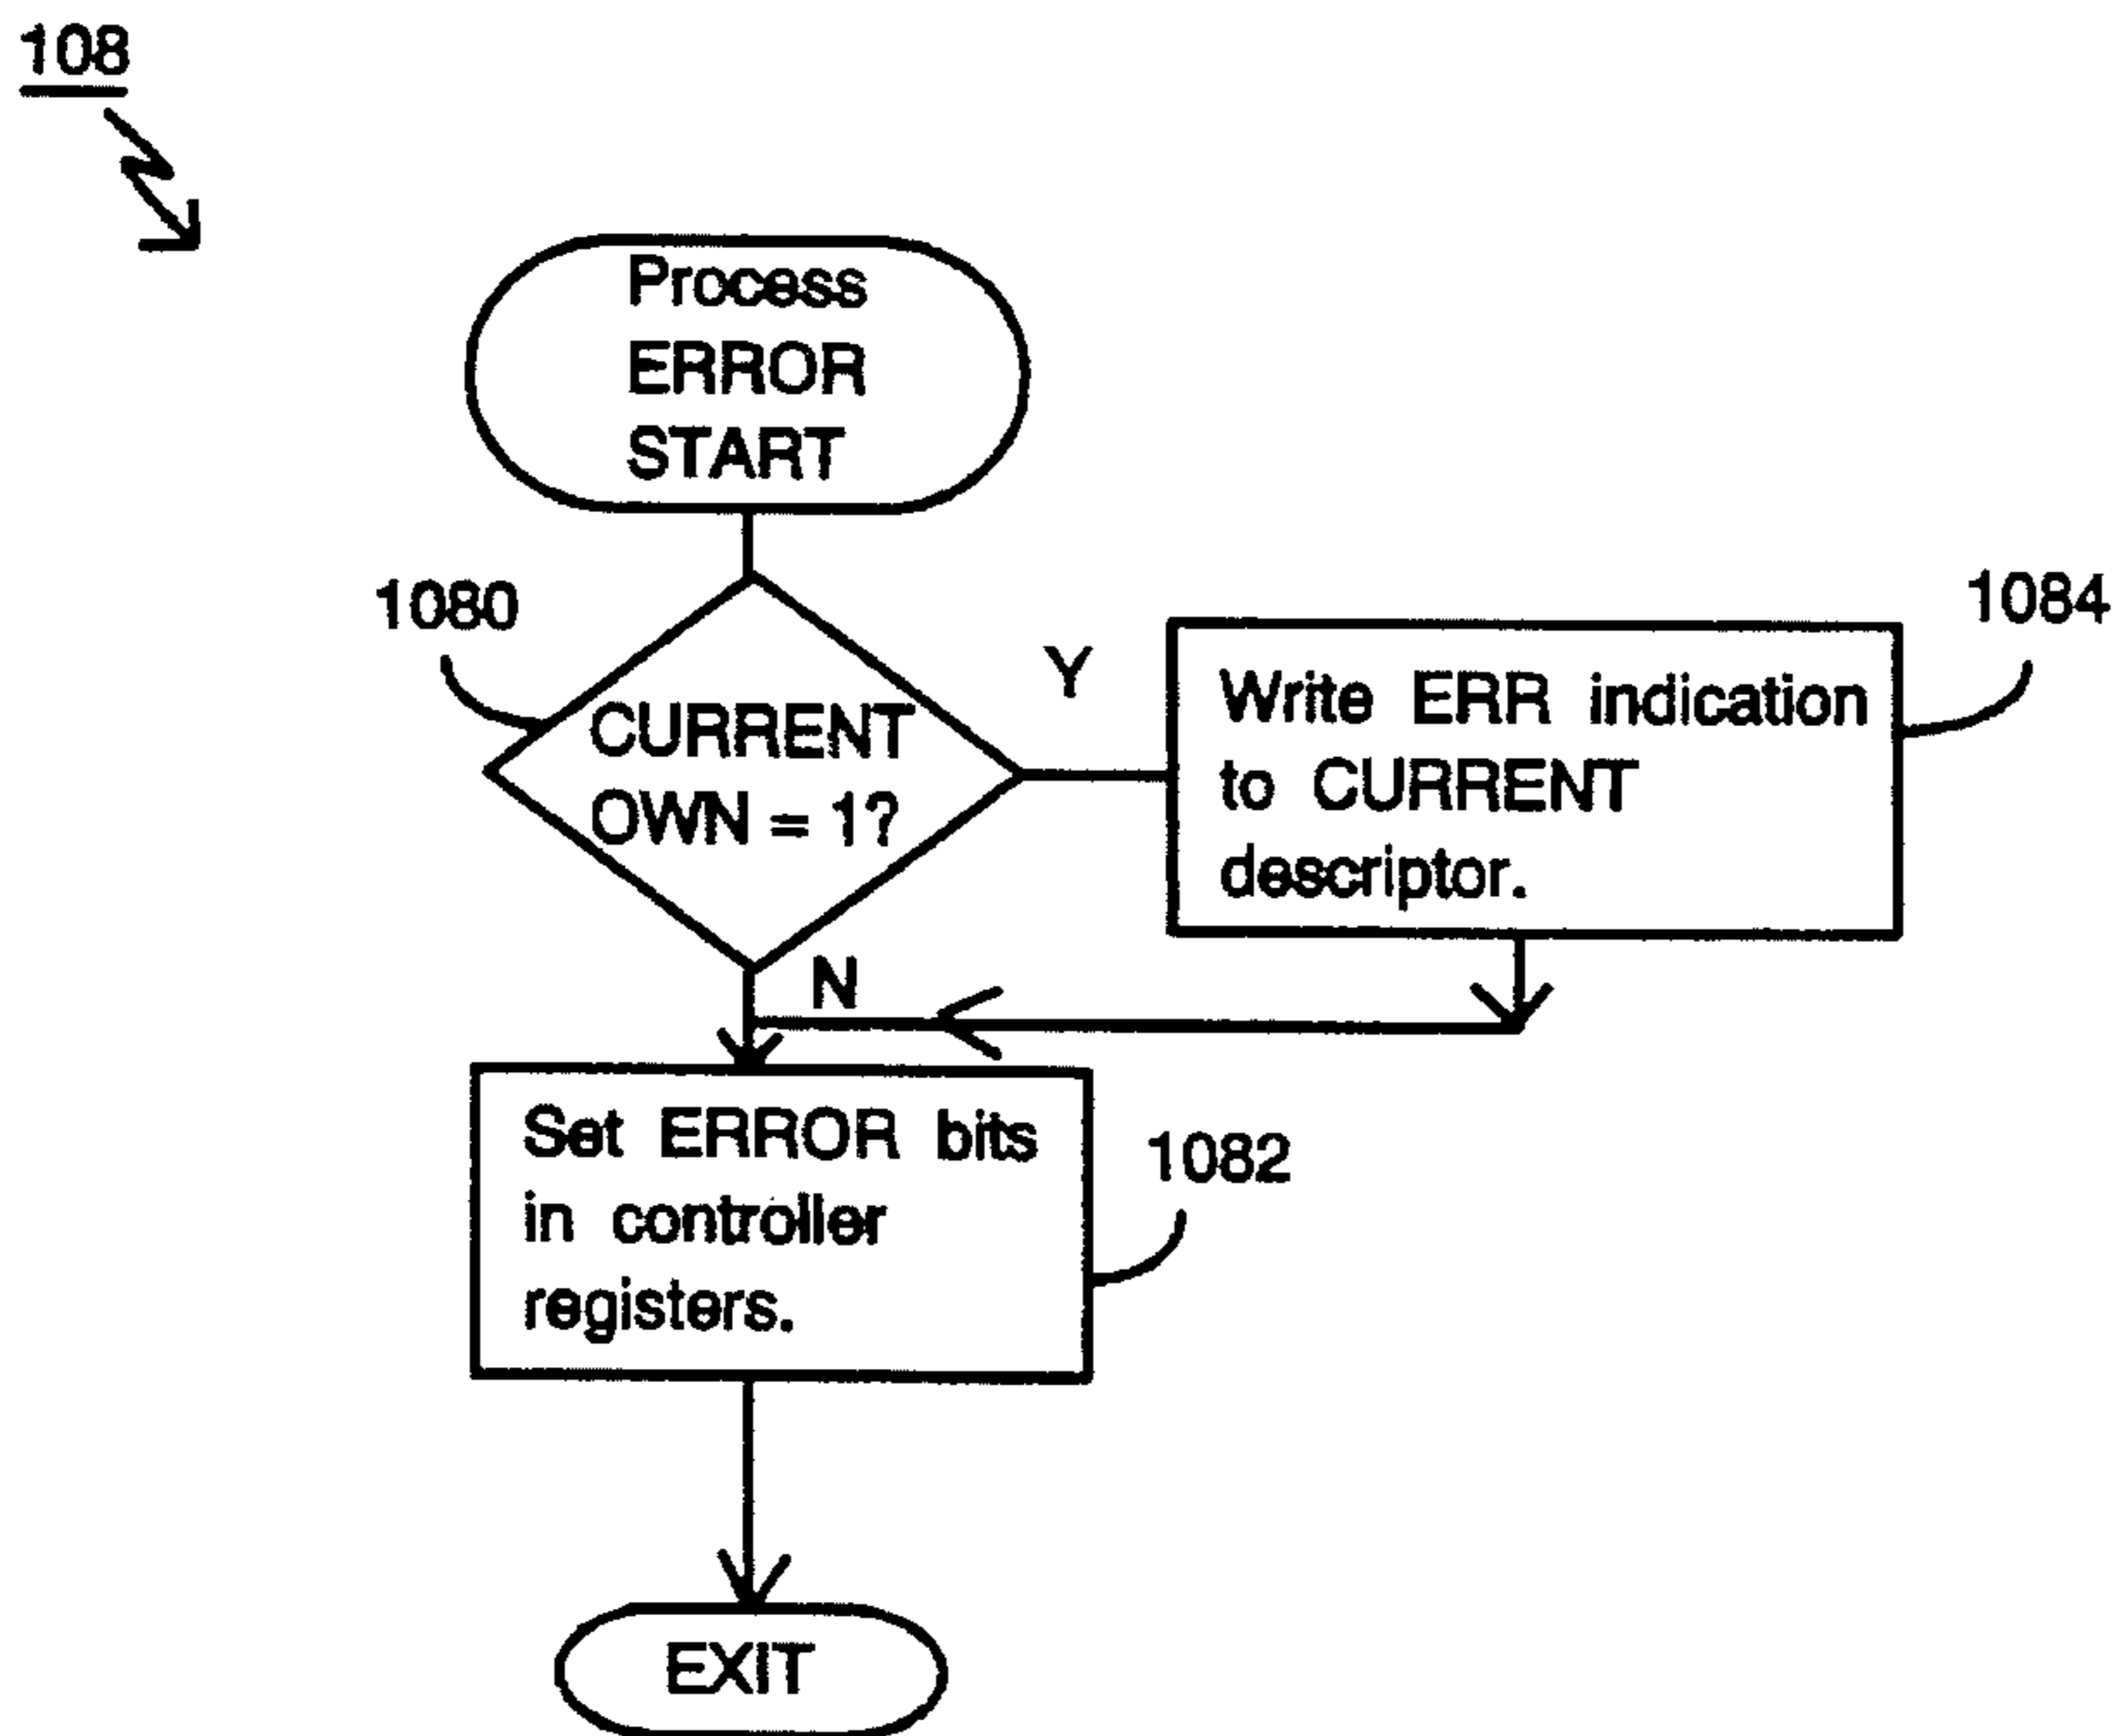 108
Process
ERROR
START
1080
CURRENT
OWN = 1?
Y
1084
Write ERR indication
to CURRENT
descriptor.
N
Set ERROR bits
in controller
registers.
1082
EXIT